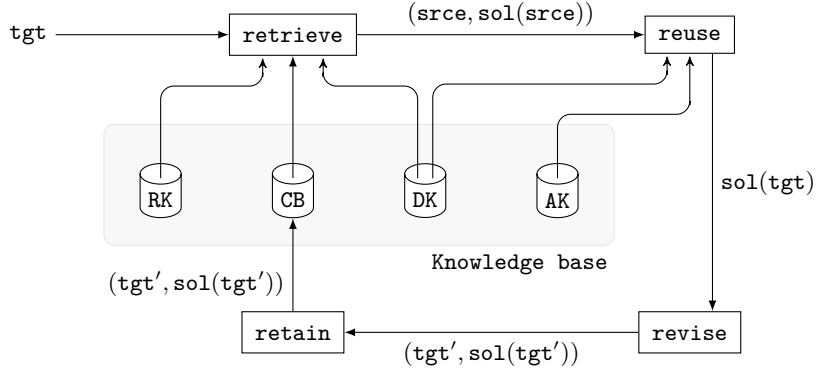 (srce, sol(srce))
tgt
retrieve
reuse
RK
CB
DK
AK
sol(tgt)
Knowledge base
(tgt′, sol(tgt′))
retain
revise
(tgt′, sol(tgt′))